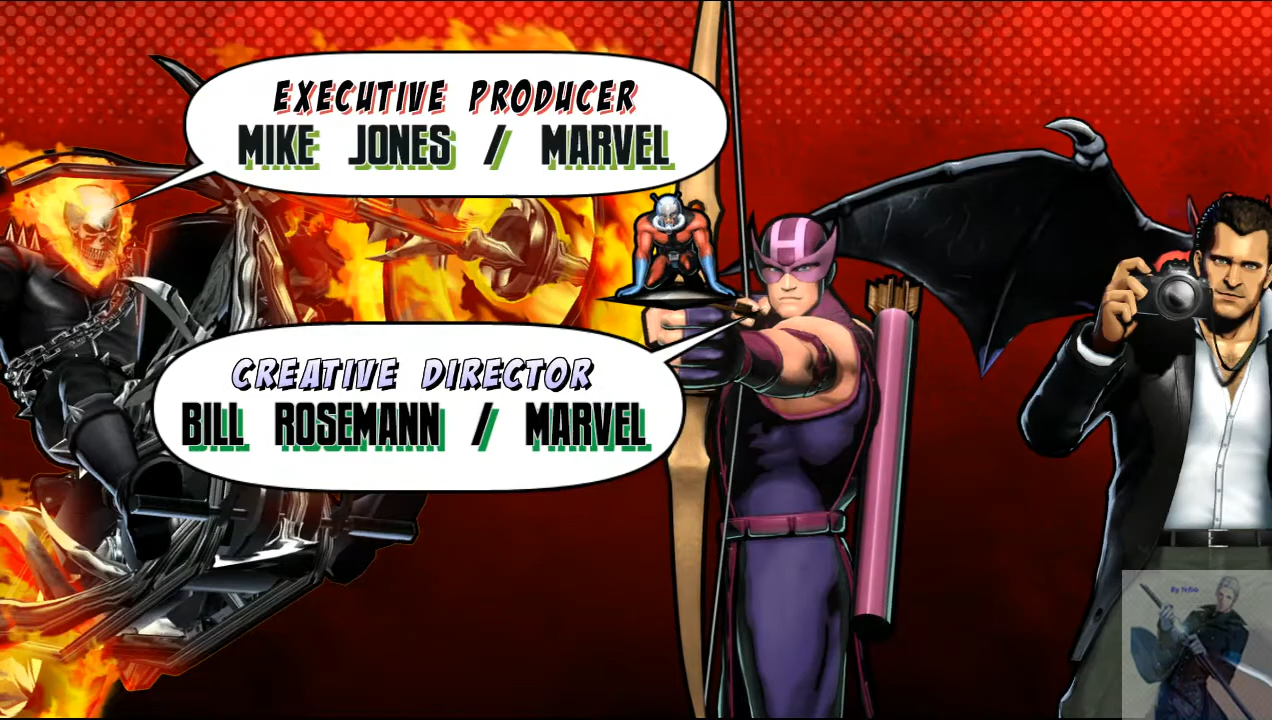 EXECUTIVE PRODUCER
MIKE JONES / MARVEL
H
CREATIVE DIRECTOR
BILL ROSEMANN / MARVEL